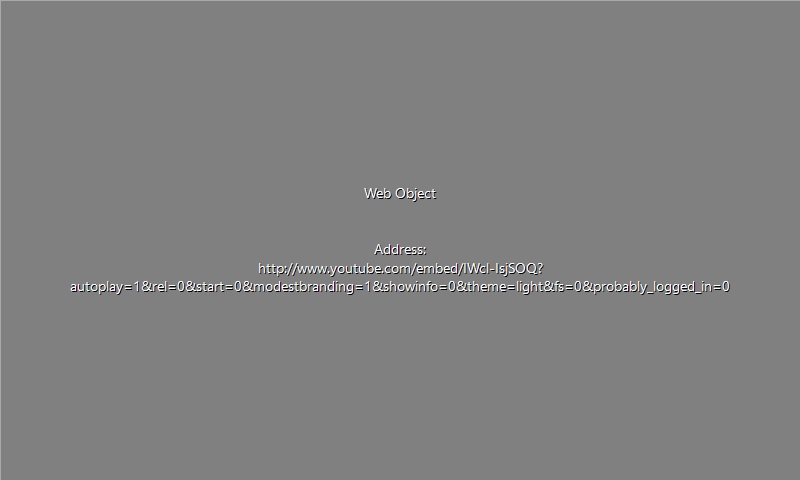 Web Object
Address:
http://www.youtube.com/embed/IWcI-IsjSOQ?
autoplay=1&rel=0&start=0&modestbranding=1&showinfo=0&theme=light&fs=0&probably_logged_in=0